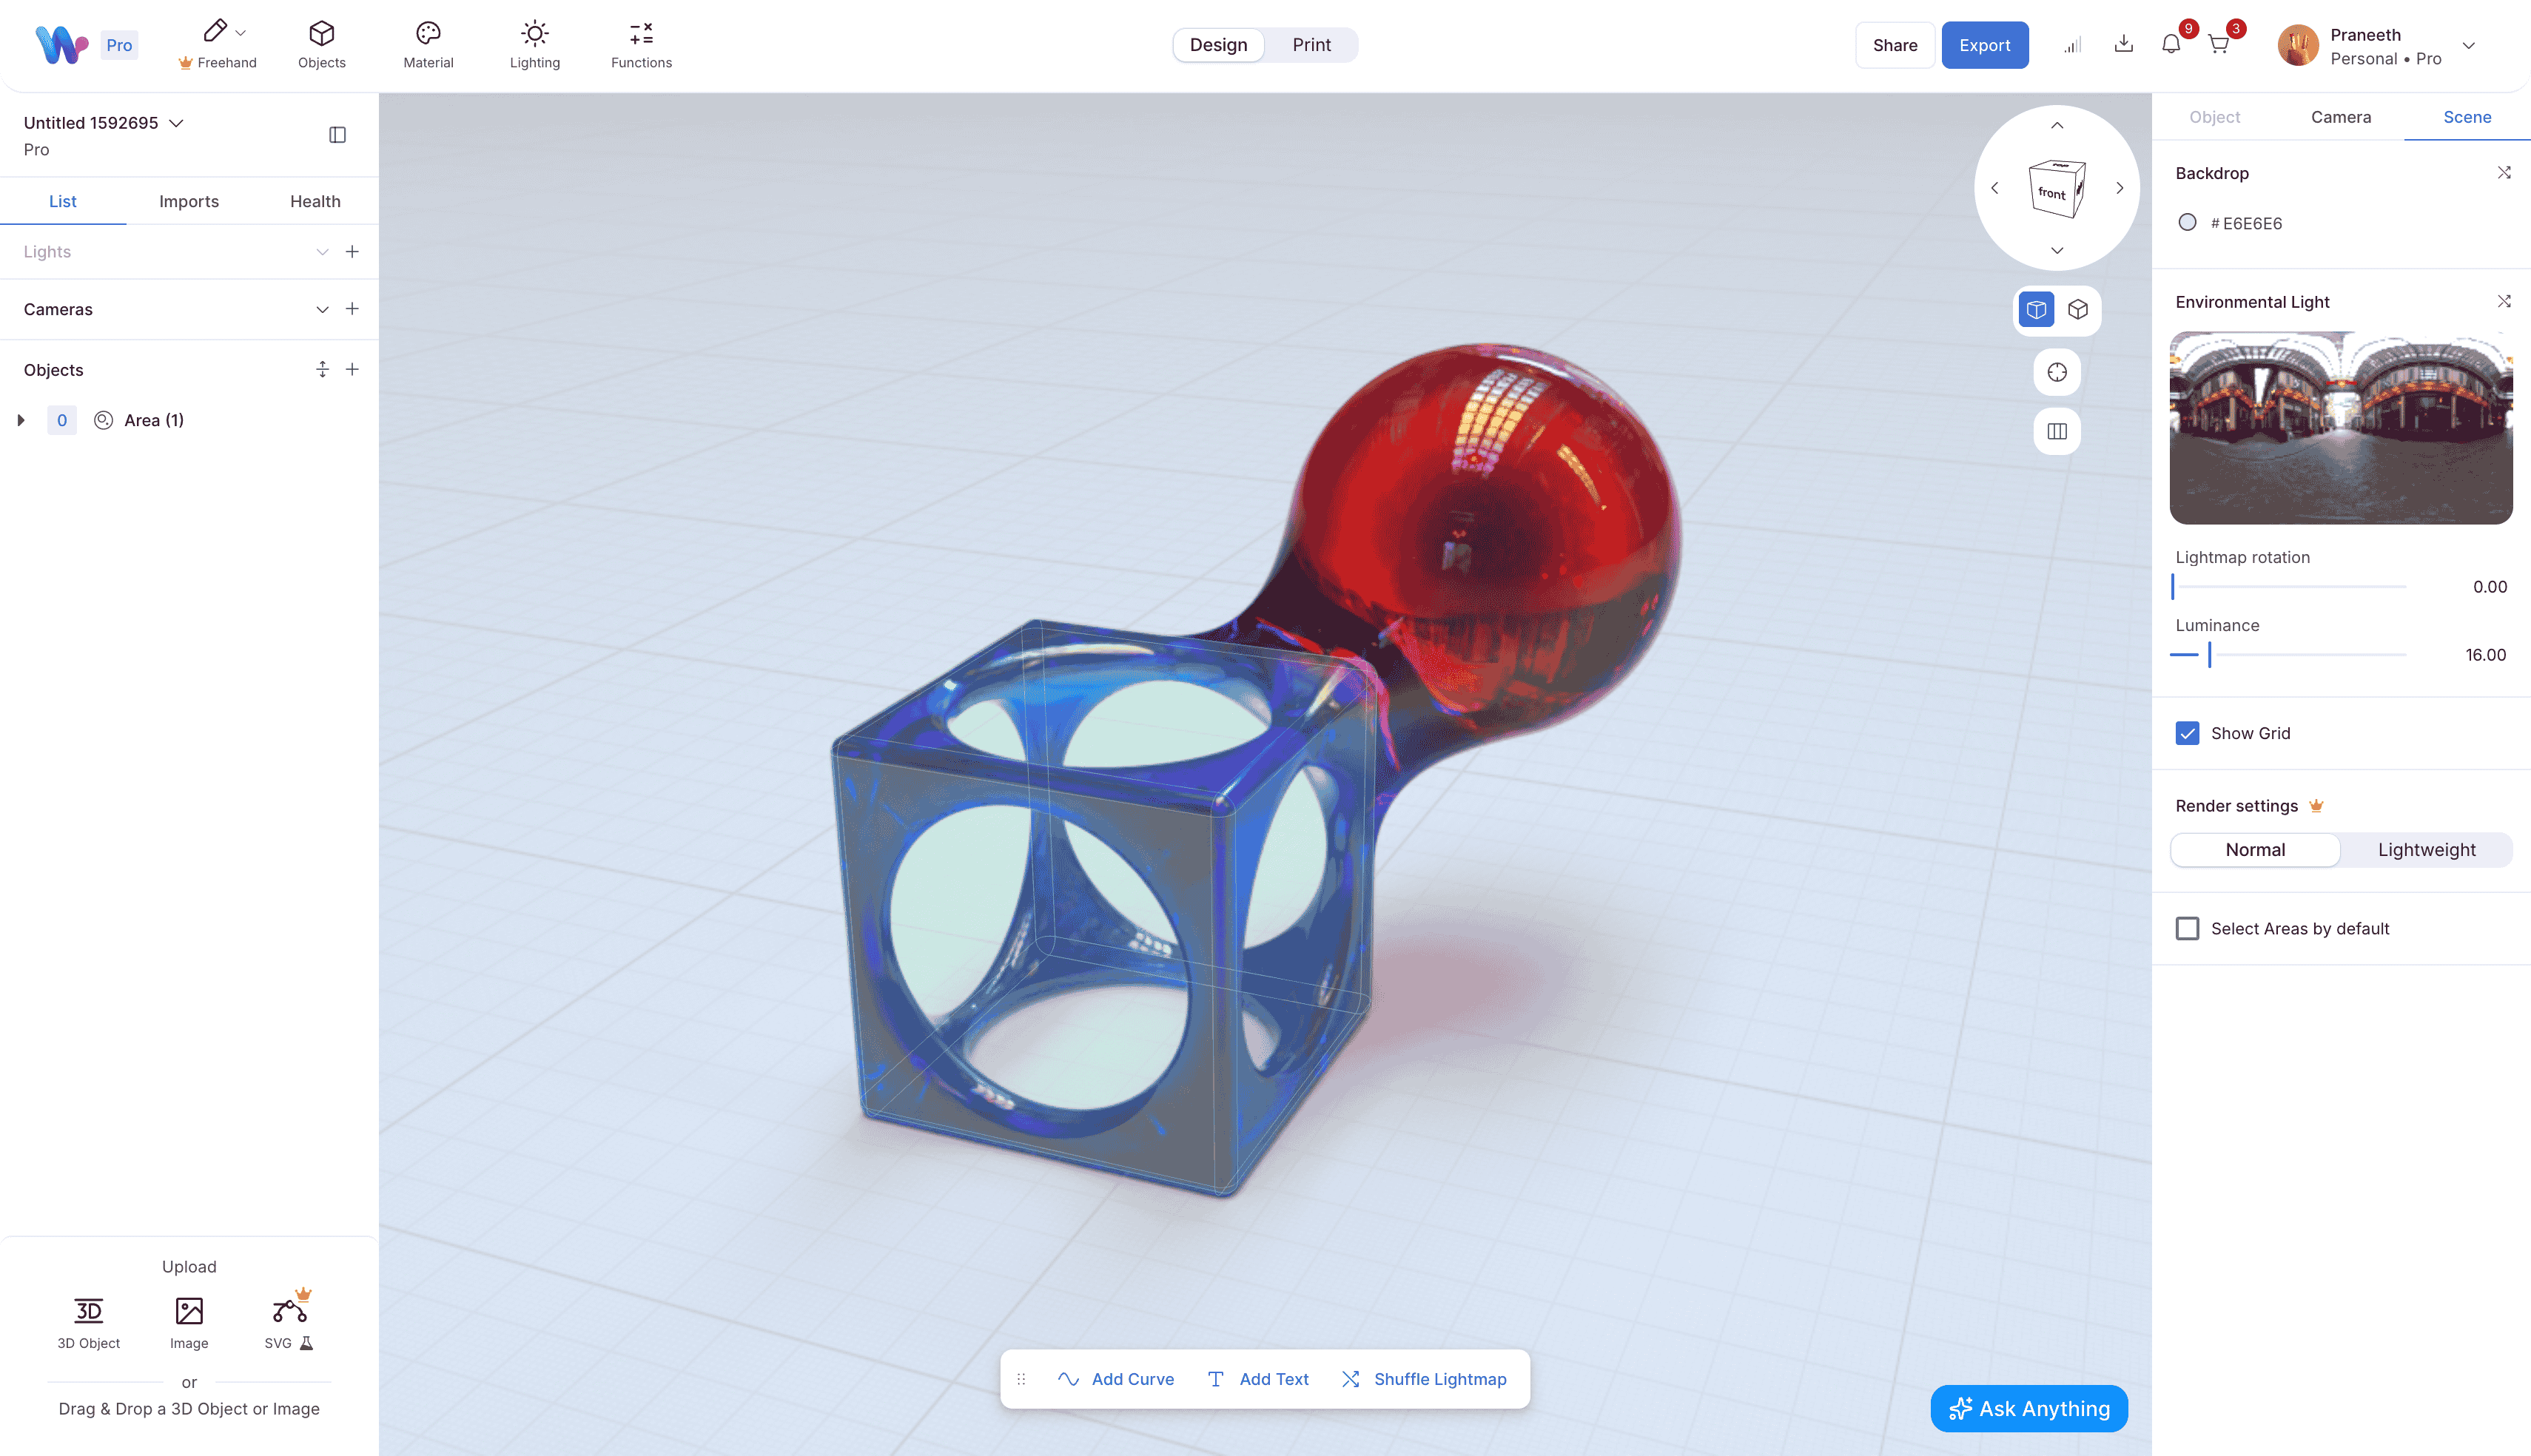 Pro
Freehand
Objects
Material
Lighting
Functions
Design
Print
Share
Export
9
3
Praneeth
Personal • Pro
Untitled 1592695
Pro
List
Imports
Health
Lights
Cameras
Objects
0
Area (1)
Upload
3D
3D Object
Image
SVG
or
Drag & Drop a 3D Object or Image
front
Add Curve
Add Text
Shuffle Lightmap
Ask Anything
Object
Camera
Scene
Backdrop
# E6E6E6
Environmental Light
Lightmap rotation
0.00
Luminance
16.00
Show Grid
Render settings
Normal
Lightweight
Select Areas by default